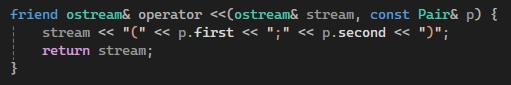 friend ostream& operator <<(ostream& stream, const Pair& p) {
    stream << "(" << p.first << ";" << p.second << ")";
    return stream;
}